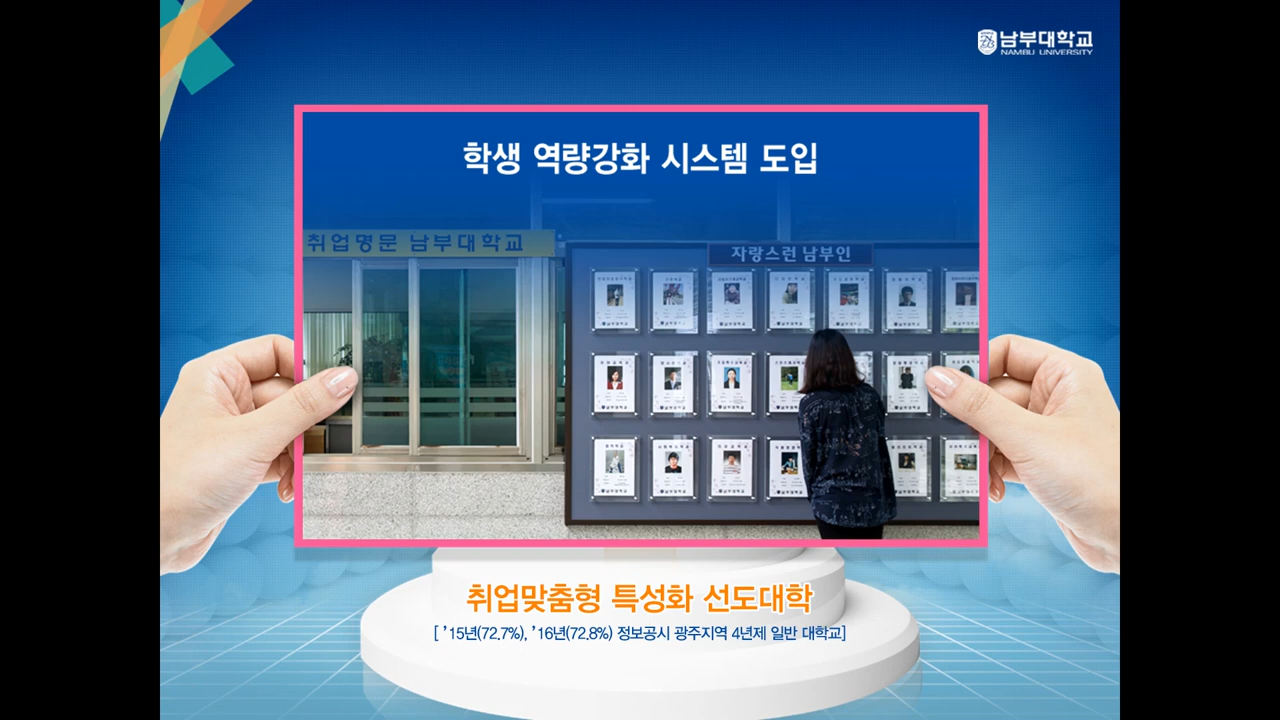 남부대학교
NAMBU UNIVERSITY
학생 역량강화 시스템 도입
취업명문 남부대학교
자랑스런 남부인
취업맞춤형 특성화 선도대학
[ ’15년(72.7%), ’16년(72.8%) 정보공시 광주지역 4년제 일반 대학교]